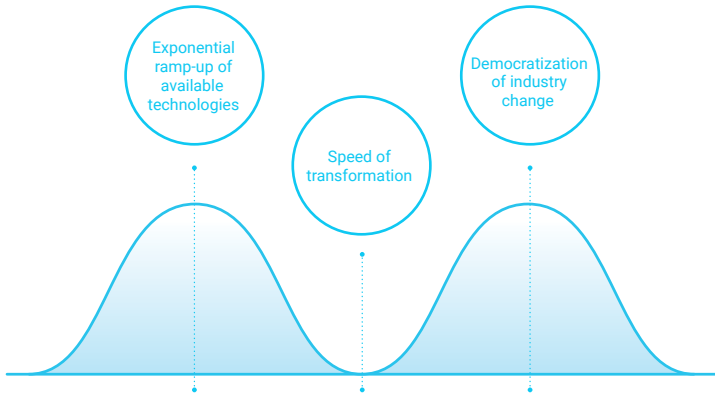 Exponential
ramp-up of
available
technologies
Speed of
transformation
Democratization
of industry
change